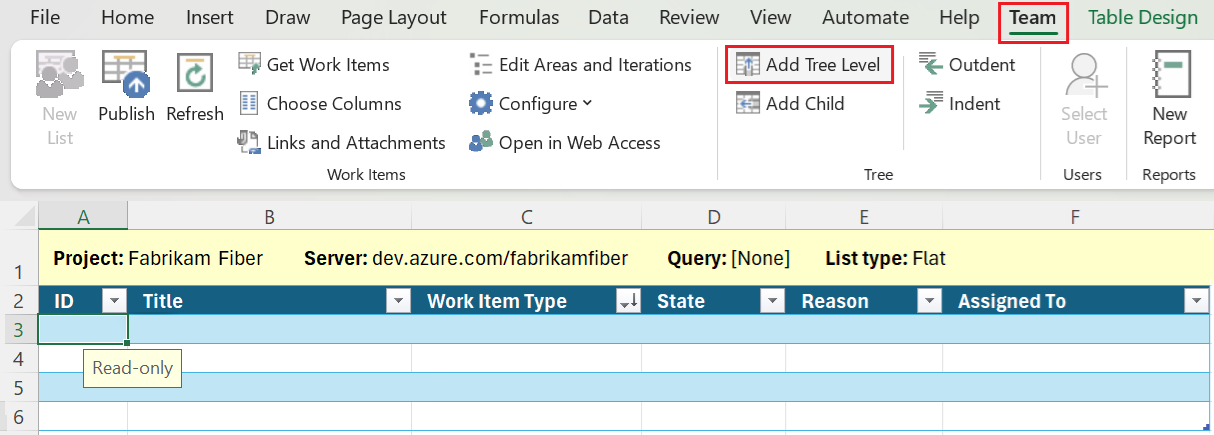 File Home Insert Draw Page Layout Formulas Data Review View Automate Help Team Table Design
New List
Publish
Refresh
Get Work Items
Choose Columns
Links and Attachments
Edit Areas and Iterations
Configure
Open in Web Access
Work Items
Add Tree Level
Add Child
Outdent
Indent
Tree
Select User
Users
New Report
Reports
A B C D E F
1 Project: Fabrikam Fiber Server: dev.azure.com/fabrikamfiber Query: [None] List type: Flat
2 ID Title Work Item Type State Reason Assigned To
3
4
Read-only
5
6